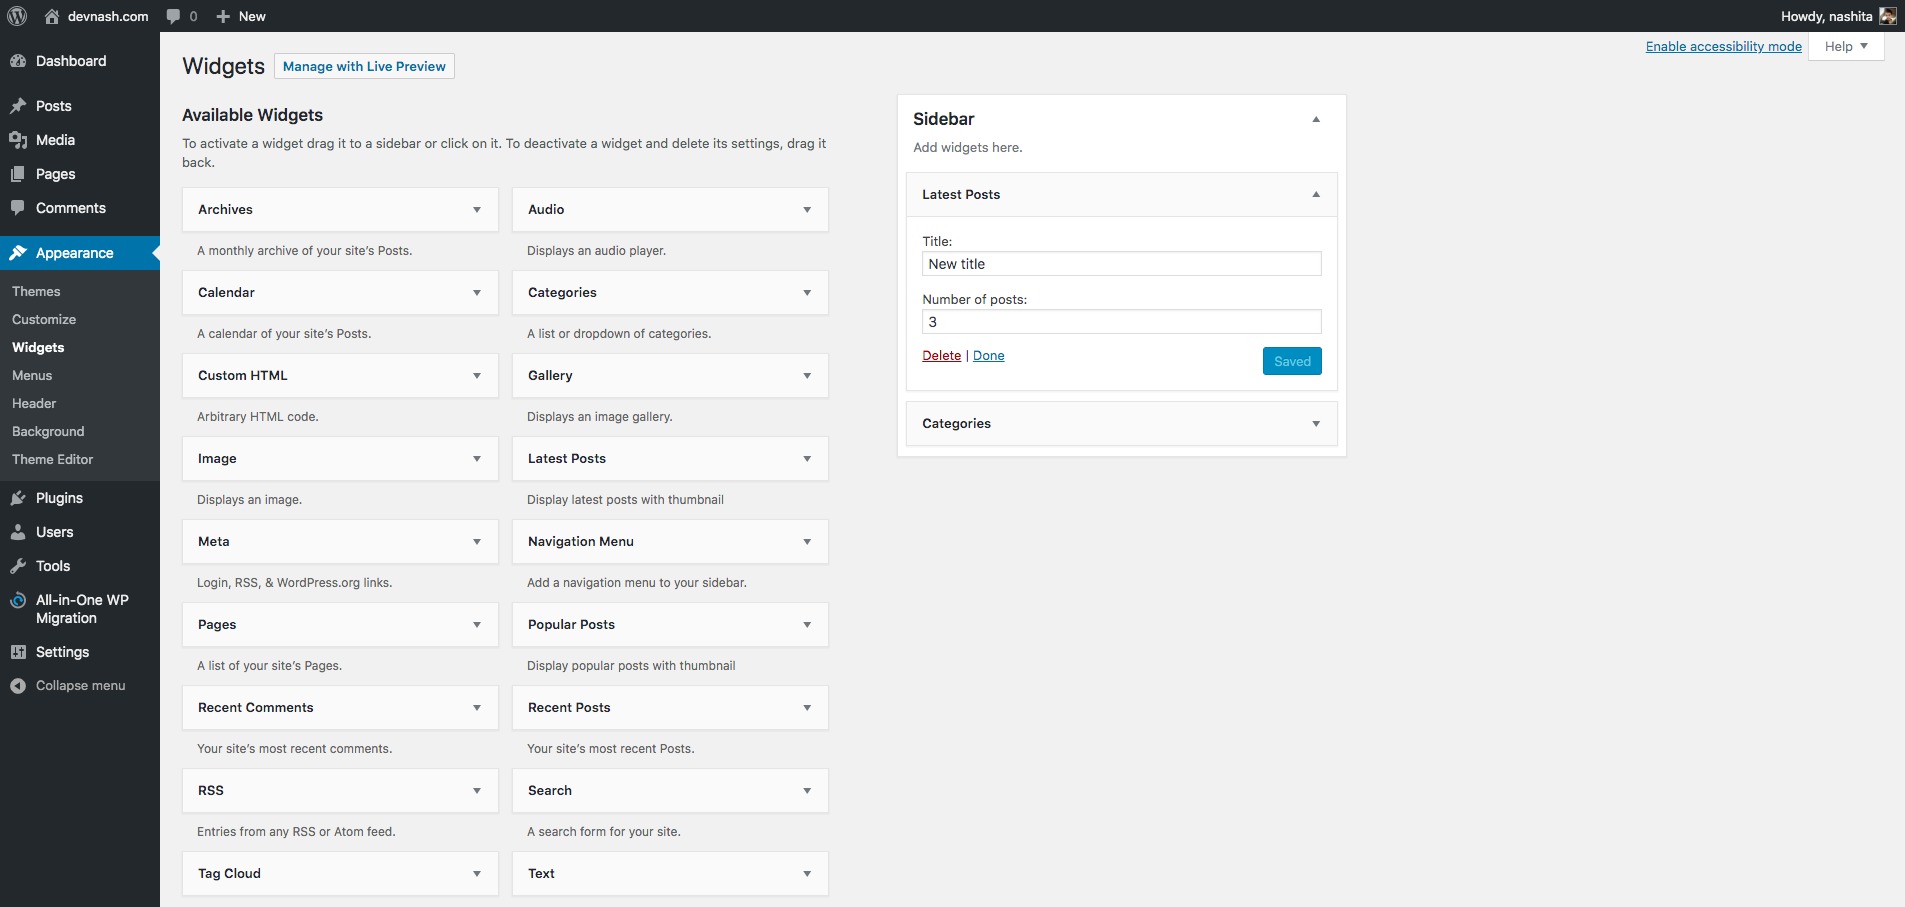 devnash.com 0 New
Howdy, nashita
Dashboard
Posts
Media
Pages
Comments
Appearance
Themes
Customize
Widgets
Menus
Header
Background
Theme Editor
Plugins
Users
Tools
All-in-One WP
Migration
Settings
Collapse menu
Enable accessibility mode
Help
Widgets
Manage with Live Preview
Available Widgets
To activate a widget drag it to a sidebar or click on it. To deactivate a widget and delete its settings, drag it
back.
Archives
Audio
A monthly archive of your site’s Posts.
Displays an audio player.
Calendar
Categories
A calendar of your site’s Posts.
A list or dropdown of categories.
Custom HTML
Gallery
Arbitrary HTML code.
Displays an image gallery.
Image
Latest Posts
Displays an image.
Display latest posts with thumbnail
Meta
Navigation Menu
Login, RSS, & WordPress.org links.
Add a navigation menu to your sidebar.
Pages
Popular Posts
A list of your site’s Pages.
Display popular posts with thumbnail
Recent Comments
Recent Posts
Your site’s most recent comments.
Your site’s most recent Posts.
RSS
Search
Entries from any RSS or Atom feed.
A search form for your site.
Tag Cloud
Text
Sidebar
Add widgets here.
Latest Posts
Title:
New title
Number of posts:
3
Delete | Done
Saved
Categories